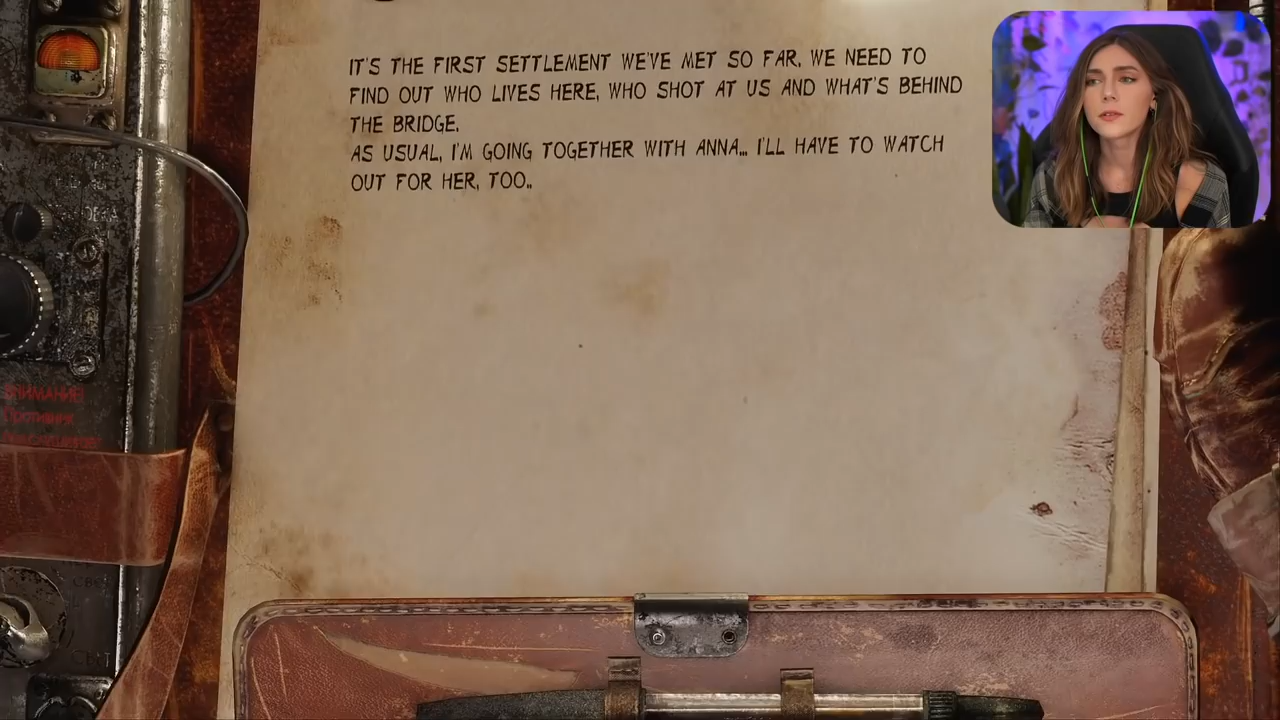 IT'S THE FIRST SETTLEMENT WE'VE MET SO FAR, WE NEED TO
FIND OUT WHO LIVES HERE, WHO SHOT AT US AND WHAT'S BEHIND
THE BRIDGE.
AS USUAL, I'M GOING TOGETHER WITH ANNA... I'LL HAVE TO WATCH
OUT FOR HER, TOO..
ВНИМАНИЕ!